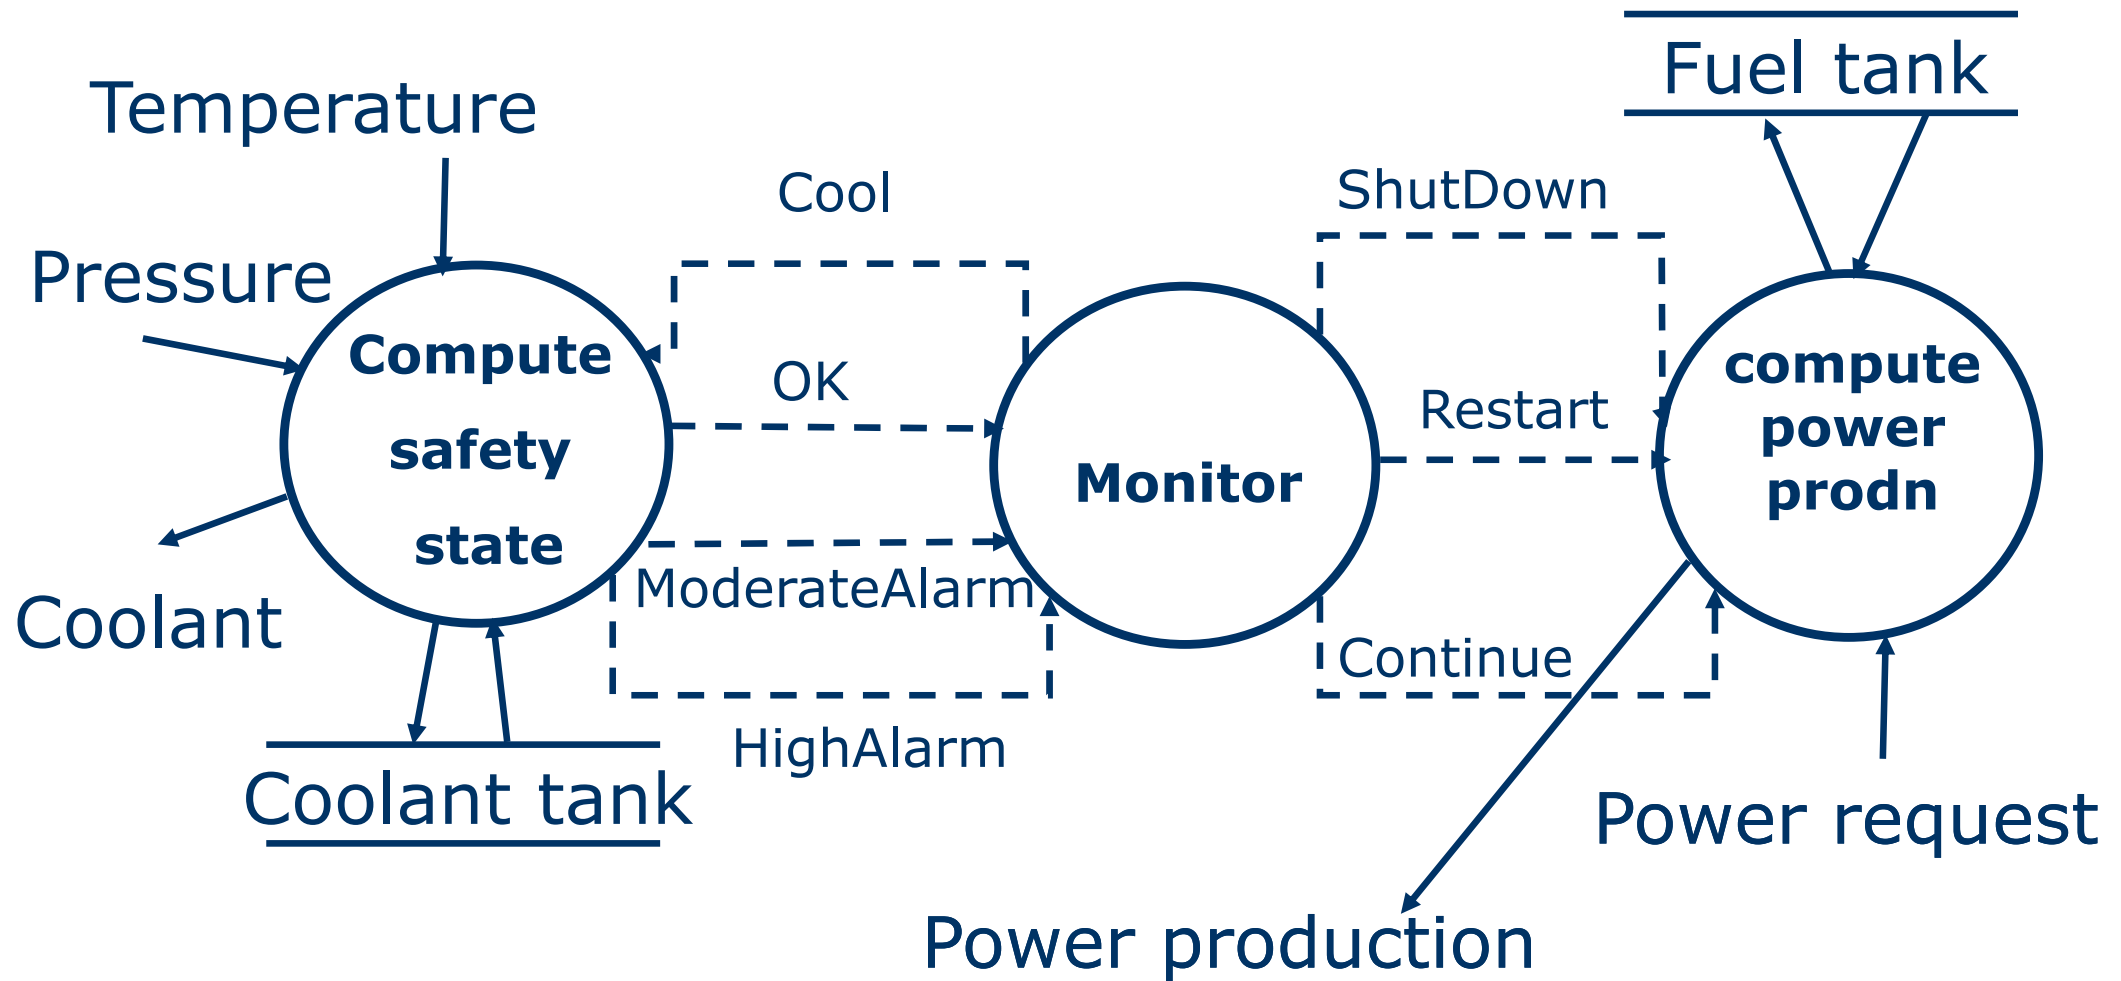 Fuel tank
Temperature
Cool
ShutDown
Pressure
Compute
safety
state
OK
Restart
compute
power
prodn
Monitor
ModerateAlarm
Coolant
Continue
HighAlarm
Coolant tank
Power request
Power production